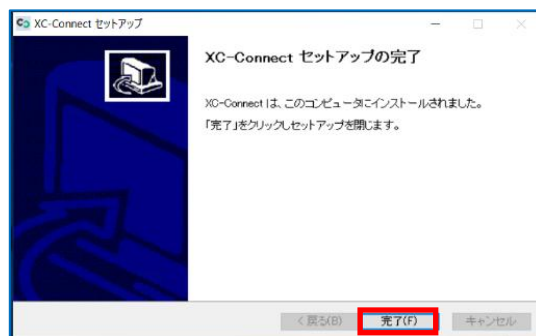 XC-Connect セットアップ
XC-Connect セットアップの完了
XC-Connect は、このコンピュータにインストールされました。
「完了」をクリックしセットアップを閉じます。
< 戻る(B)
完了(F)
キャンセル